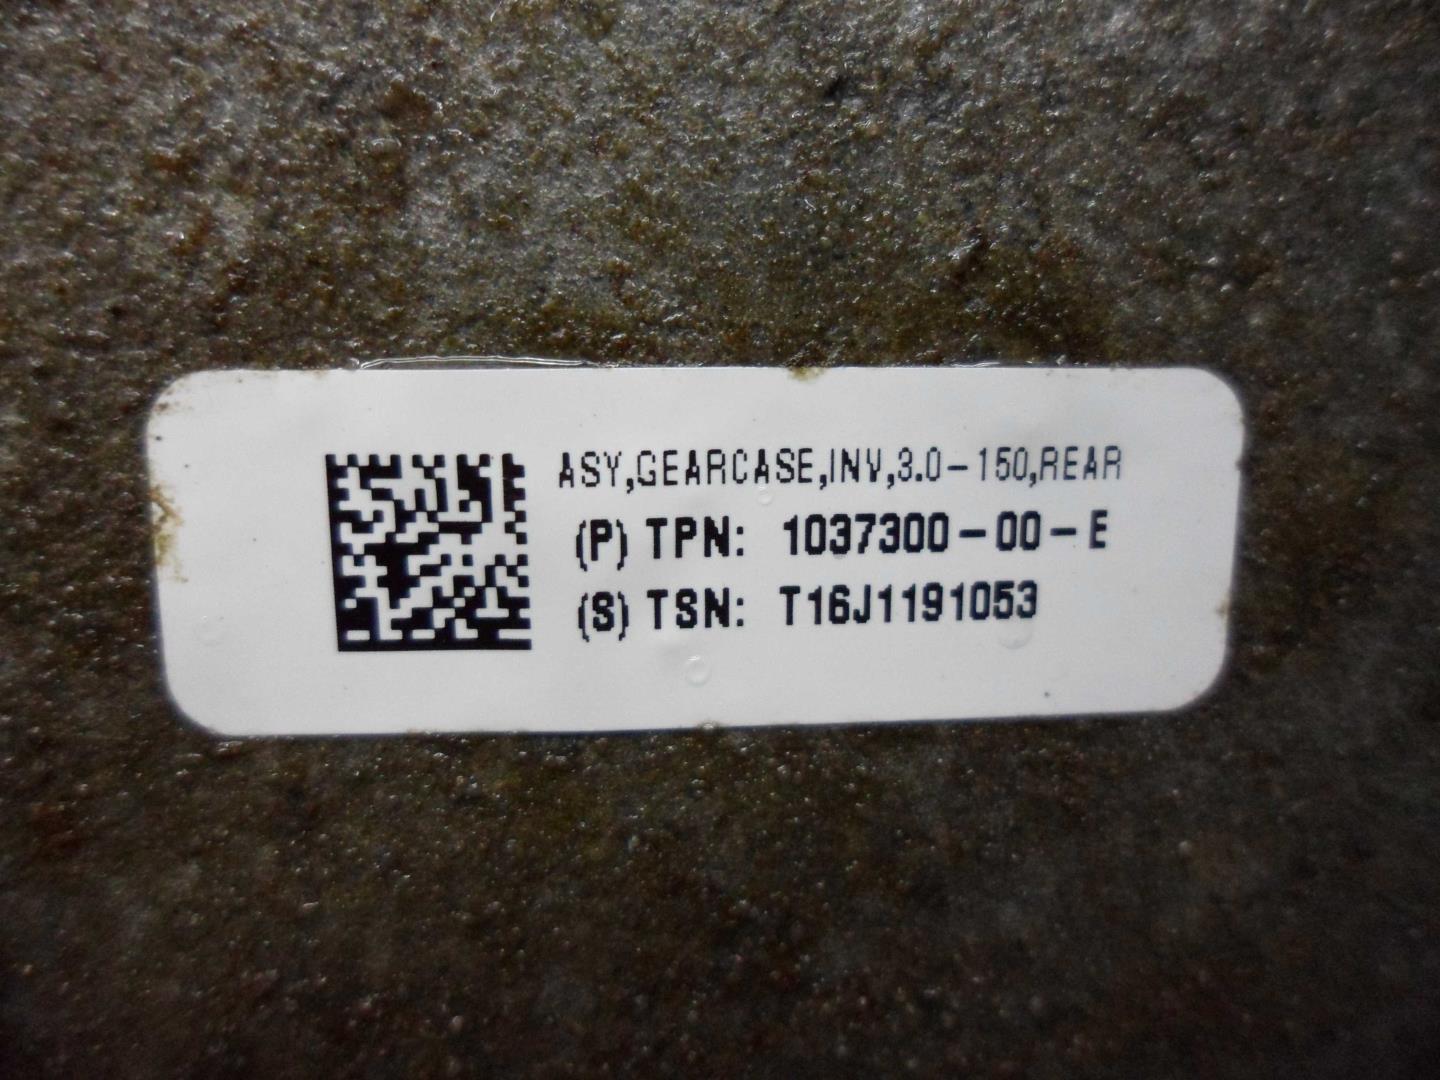 ASY,GEARCASE,INV,3.0-150,REAR
(P) TPN: 1037300-00-E
(S) TSN: T16J1191053